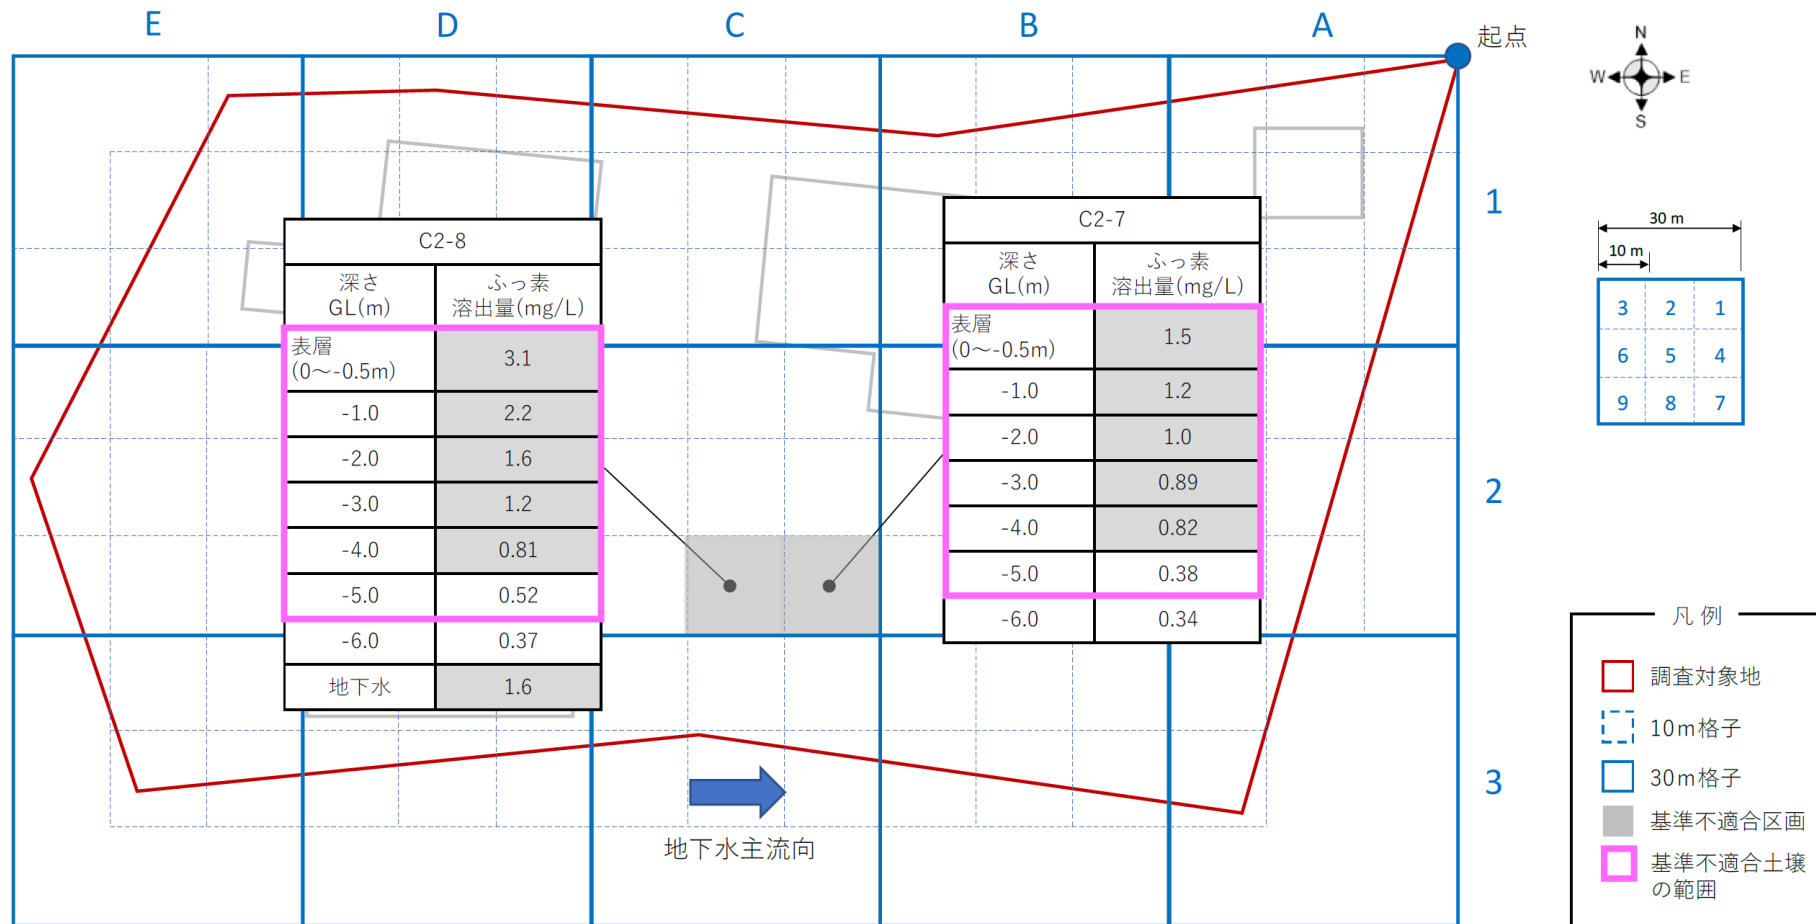 E D C B A
起点
N
W E
S
1
2
3
30 m
10 m
3 2 1
6 5 4
9 8 7
C2-8
深さ
GL(m)
ふっ素
溶出量(mg/L)
表層
(0～-0.5m)
3.1
-1.0 2.2
-2.0 1.6
-3.0 1.2
-4.0 0.81
-5.0 0.52
-6.0 0.37
地下水 1.6
C2-7
深さ
GL(m)
ふっ素
溶出量(mg/L)
表層
(0～-0.5m)
1.5
-1.0 1.2
-2.0 1.0
-3.0 0.89
-4.0 0.82
-5.0 0.38
-6.0 0.34
地下水主流向
凡 例
調査対象地
10m格子
30m格子
基準不適合区画
基準不適合土壌
の範囲